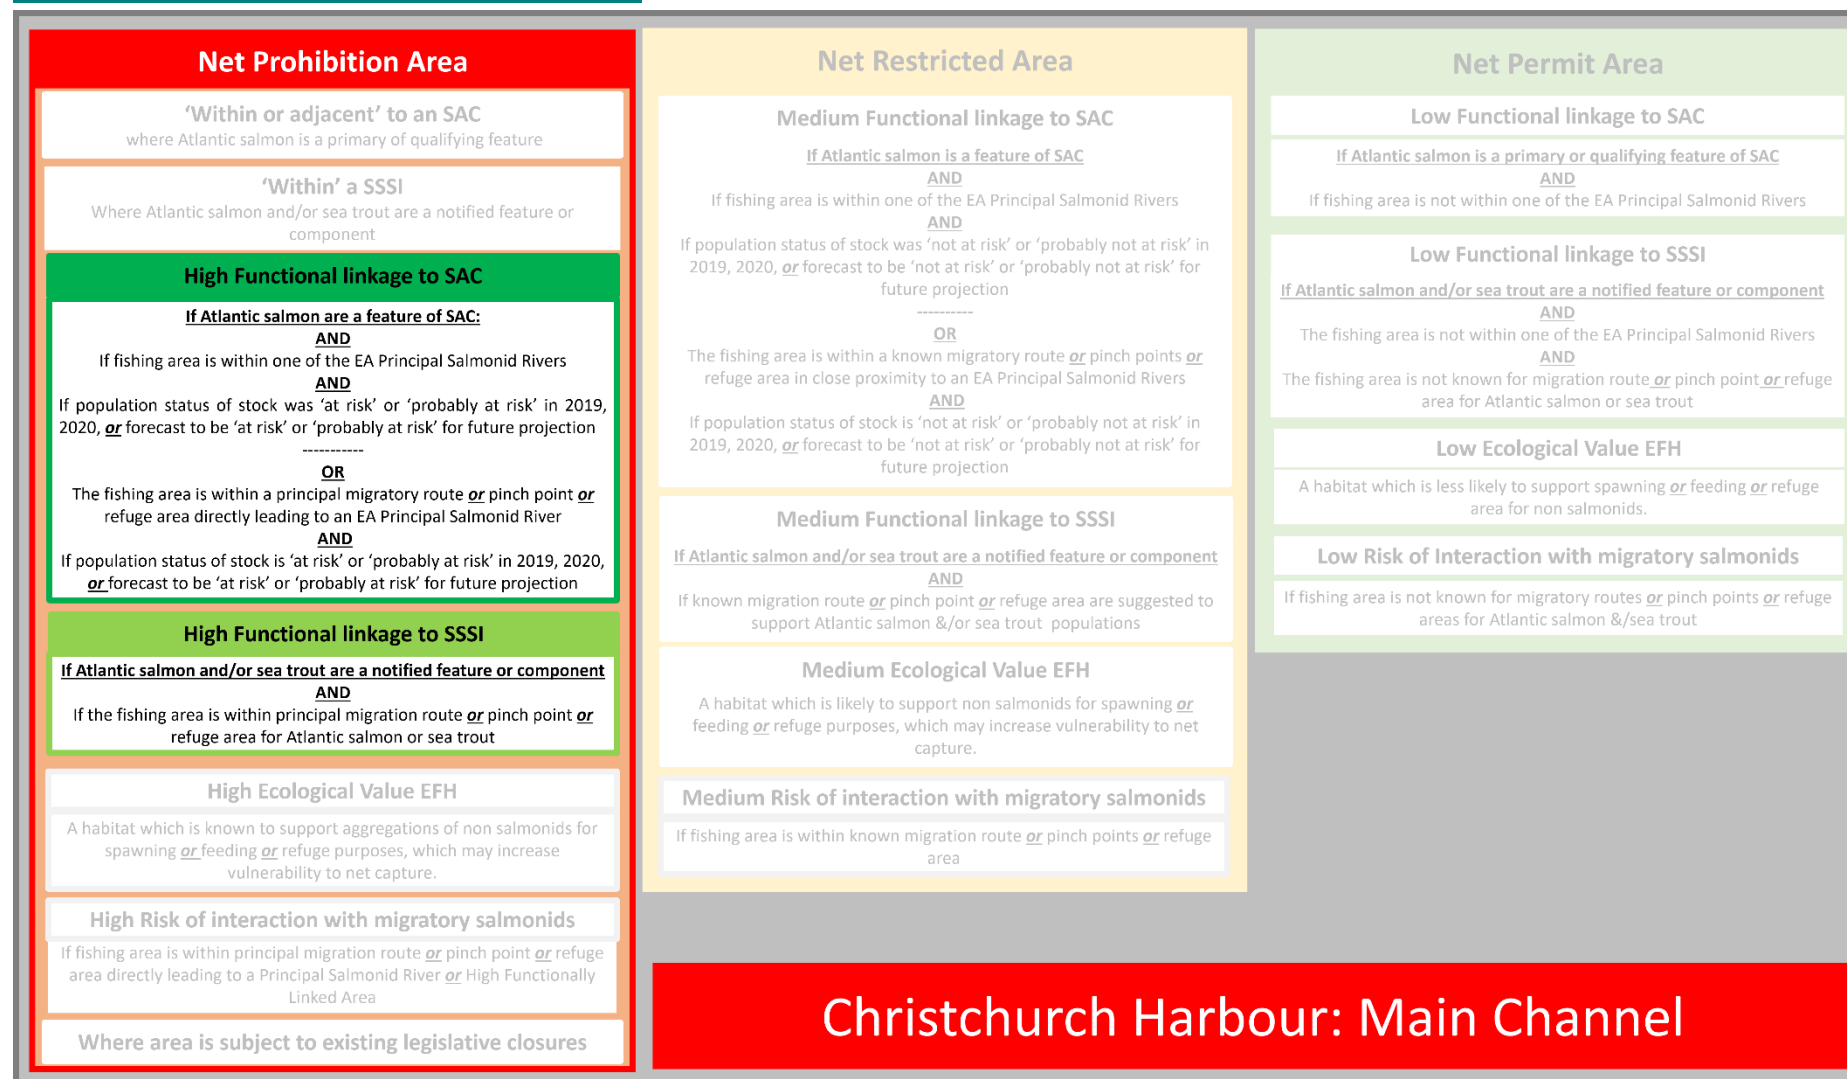 Net Prohibition Area
‘Within or adjacent’ to an SAC
where Atlantic salmon is a primary of qualifying feature
‘Within’ a SSSI
Where Atlantic salmon and/or sea trout are a notified feature or
component
High Functional linkage to SAC
If Atlantic salmon are a feature of SAC:
AND
If fishing area is within one of the EA Principal Salmonid Rivers
AND
If population status of stock was ‘at risk’ or ‘probably at risk’ in 2019,
2020, or forecast to be ‘at risk’ or ‘probably at risk’ for future projection
-----------
OR
The fishing area is within a principal migratory route or pinch point or
refuge area directly leading to an EA Principal Salmonid River
AND
If population status of stock is ‘at risk’ or ‘probably at risk’ in 2019, 2020,
or forecast to be ‘at risk’ or ‘probably at risk’ for future projection
High Functional linkage to SSSI
If Atlantic salmon and/or sea trout are a notified feature or component
AND
If the fishing area is within principal migration route or pinch point or
refuge area for Atlantic salmon or sea trout
High Ecological Value EFH
A habitat which is known to support aggregations of non salmonids for
spawning or feeding or refuge purposes, which may increase
vulnerability to net capture.
High Risk of interaction with migratory salmonids
If fishing area is within principal migration route or pinch point or refuge
area directly leading to a Principal Salmonid River or High Functionally
Linked Area
Where area is subject to existing legislative closures
Net Restricted Area
Medium Functional linkage to SAC
If Atlantic salmon is a feature of SAC
AND
If fishing area is within one of the EA Principal Salmonid Rivers
AND
If population status of stock was ‘not at risk’ or ‘probably not at risk’ in
2019, 2020, or forecast to be ‘not at risk’ or ‘probably not at risk’ for
future projection
----------
OR
The fishing area is within a known migratory route or pinch points or
refuge area in close proximity to an EA Principal Salmonid Rivers
AND
If population status of stock is ‘not at risk’ or ‘probably not at risk’ in
2019, 2020, or forecast to be ‘not at risk’ or ‘probably not at risk’ for
future projection
Medium Functional linkage to SSSI
If Atlantic salmon and/or sea trout are a notified feature or component
AND
If known migration route or pinch point or refuge area are suggested to
support Atlantic salmon &/or sea trout populations
Medium Ecological Value EFH
A habitat which is likely to support non salmonids for spawning or
feeding or refuge purposes, which may increase vulnerability to net
capture.
Medium Risk of interaction with migratory salmonids
If fishing area is within known migration route or pinch points or refuge
area
Net Permit Area
Low Functional linkage to SAC
If Atlantic salmon is a primary or qualifying feature of SAC
AND
If fishing area is not within one of the EA Principal Salmonid Rivers
Low Functional linkage to SSSI
If Atlantic salmon and/or sea trout are a notified feature or component
AND
The fishing area is not within one of the EA Principal Salmonid Rivers
AND
The fishing area is not known for migration route or pinch point or refuge
area for Atlantic salmon or sea trout
Low Ecological Value EFH
A habitat which is less likely to support spawning or feeding or refuge
area for non salmonids.
Low Risk of Interaction with migratory salmonids
If fishing area is not known for migratory routes or pinch points or refuge
areas for Atlantic salmon &/sea trout
Christchurch Harbour: Main Channel